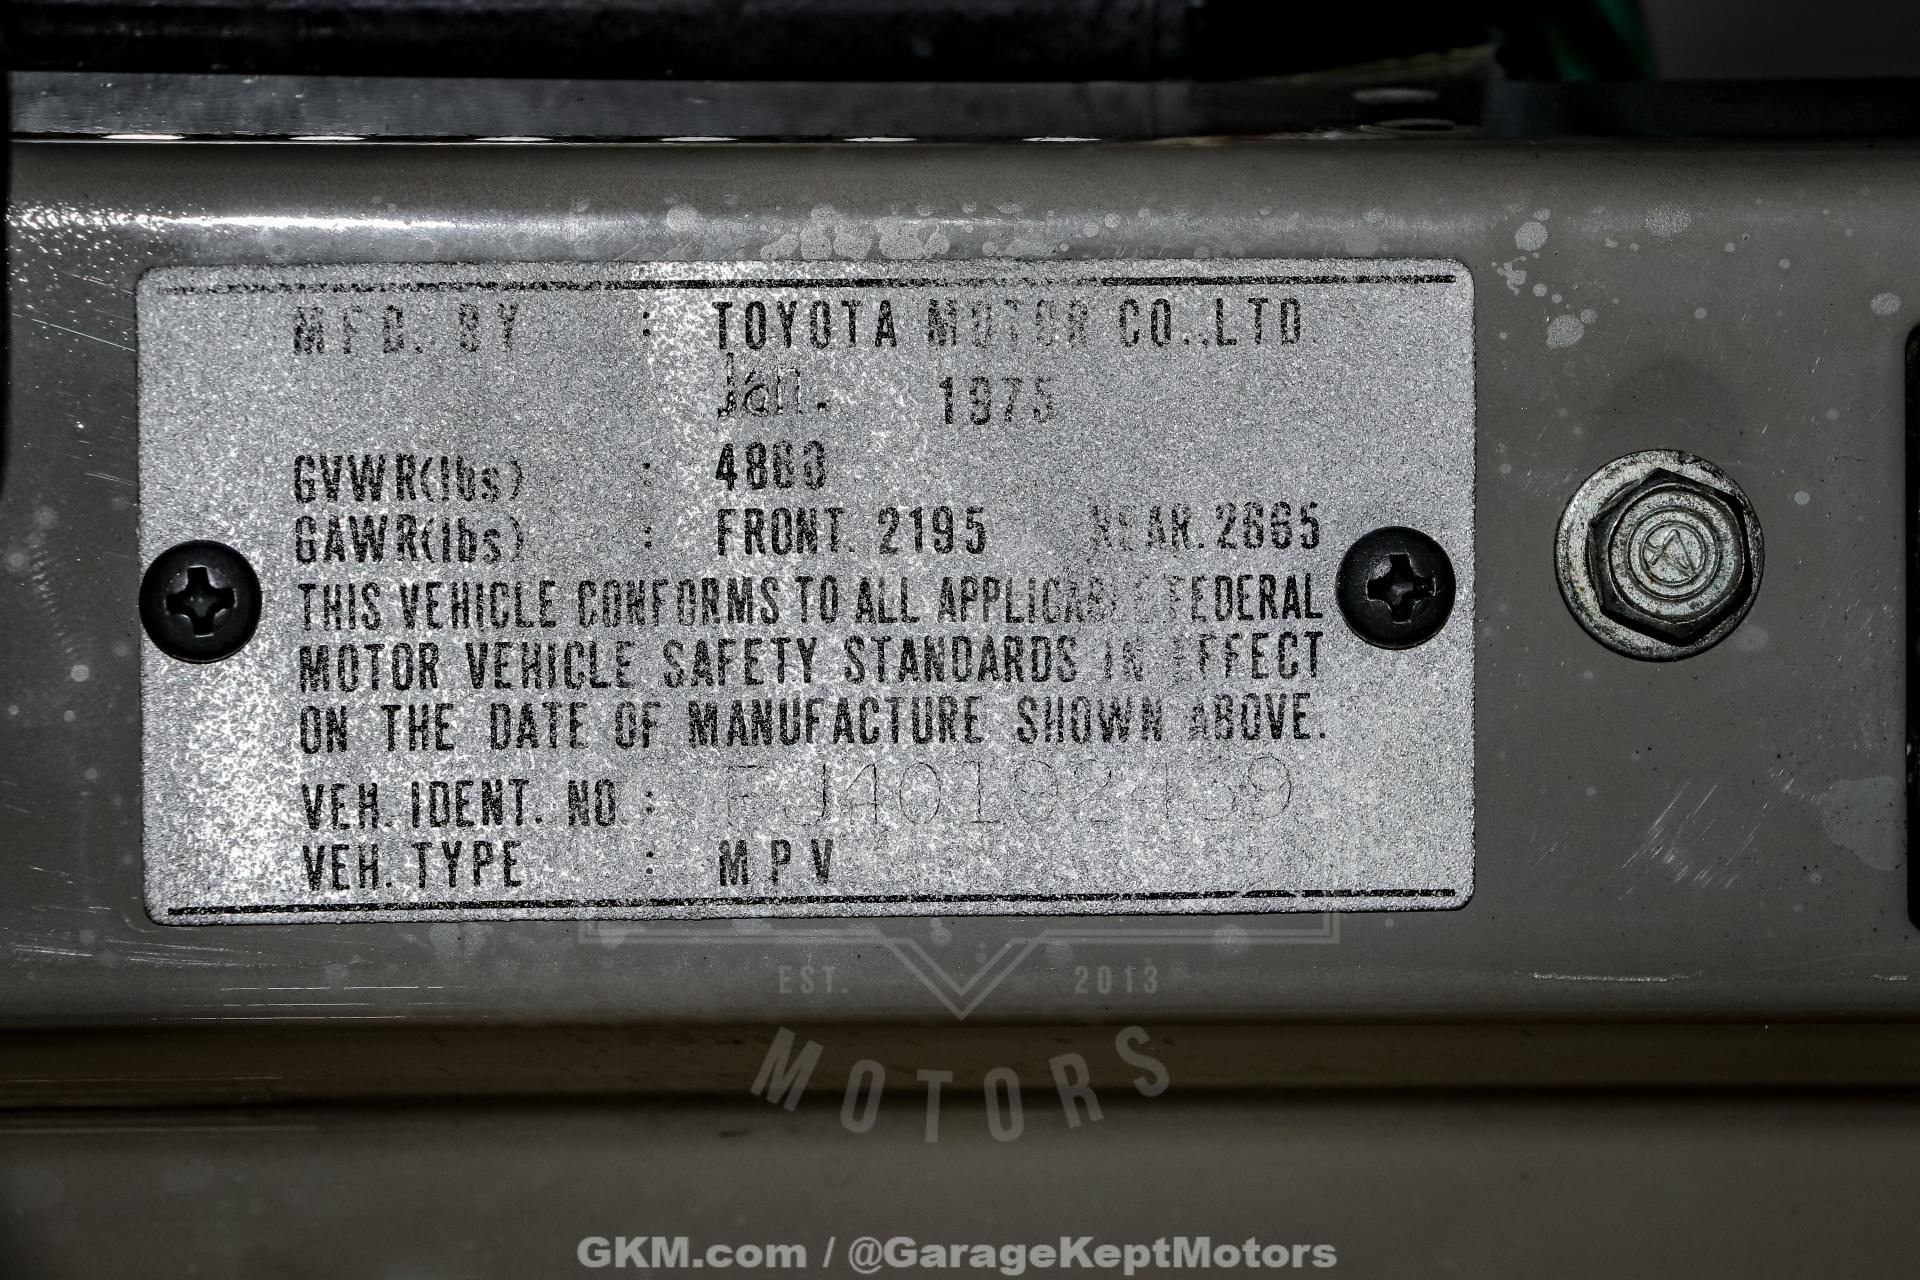 MFD. BY : TOYOTA MOTOR CO.,LTD.
Jan. 1975
GVWR(lbs) : 4860
GAWR(lbs) : FRONT. 2195 REAR. 2665
THIS VEHICLE CONFORMS TO ALL APPLICABLE FEDERAL
MOTOR VEHICLE SAFETY STANDARDS IN EFFECT
ON THE DATE OF MANUFACTURE SHOWN ABOVE.
VEH. IDENT. NO :
VEH. TYPE : MPV
EST. 2013
MOTORS
GKM.com / @GarageKeptMotors